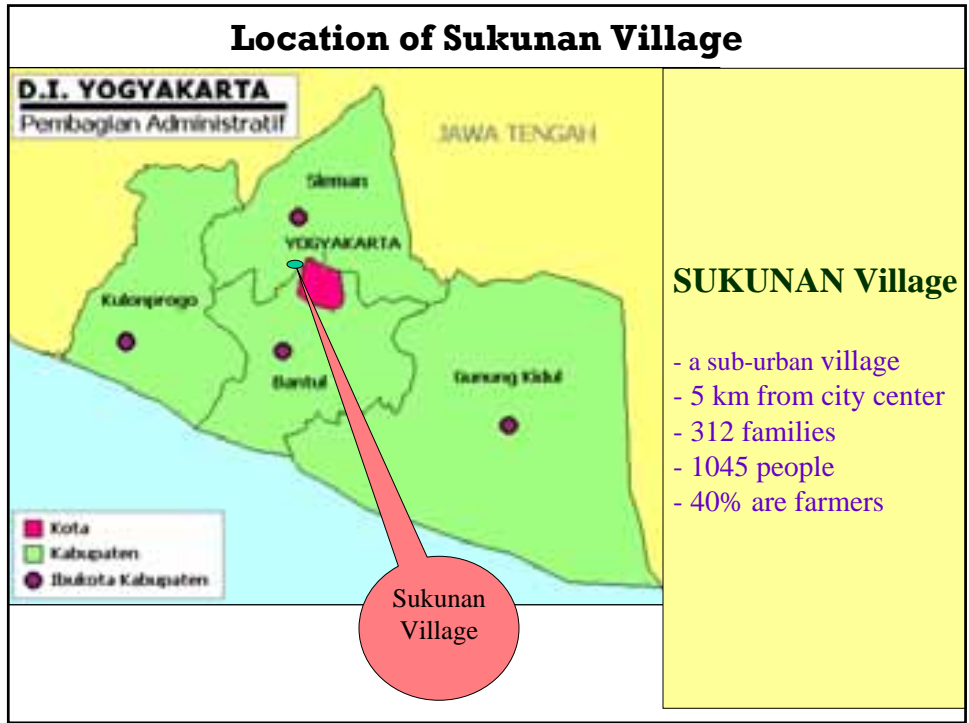 Location of Sukunan Village
D.I. YOGYAKARTA
Pembagian Administratif
JAWA TENGAH
Sleman
YOGYAKARTA
Kulonprogo
Bantul
Gunung Kidul
Kota
Kabupaten
Ibukota Kabupaten
Sukunan
Village
SUKUNAN Village
- a sub-urban village
- 5 km from city center
- 312 families
- 1045 people
- 40% are farmers